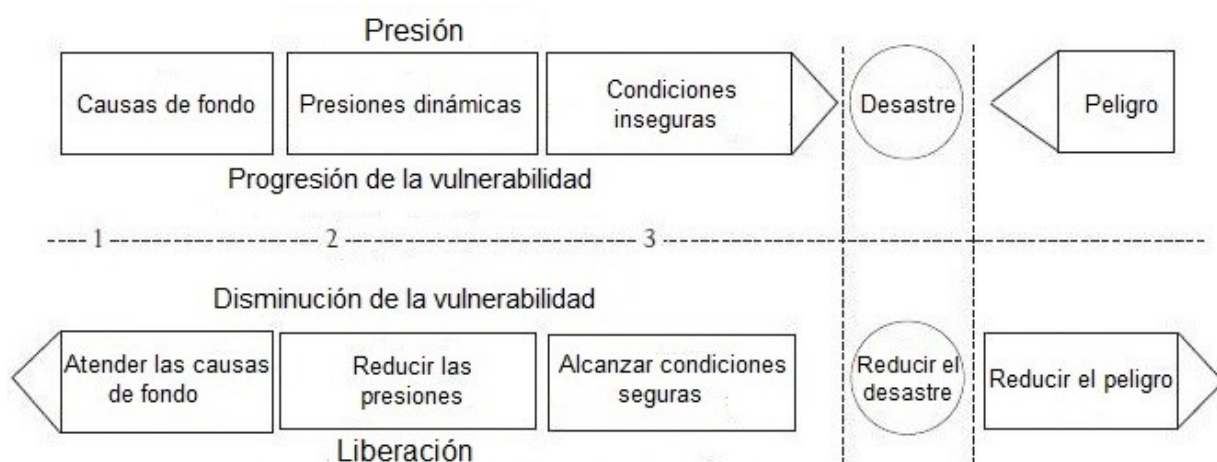 Presión
Causas de fondo
Presiones dinámicas
Condiciones
inseguras
Desastre
Peligro
Progresión de la vulnerabilidad
1
2
3
Disminución de la vulnerabilidad
Atender las causas
de fondo
Reducir las
presiones
Alcanzar condiciones
seguras
Reducir el
desastre
Reducir el peligro
Liberación